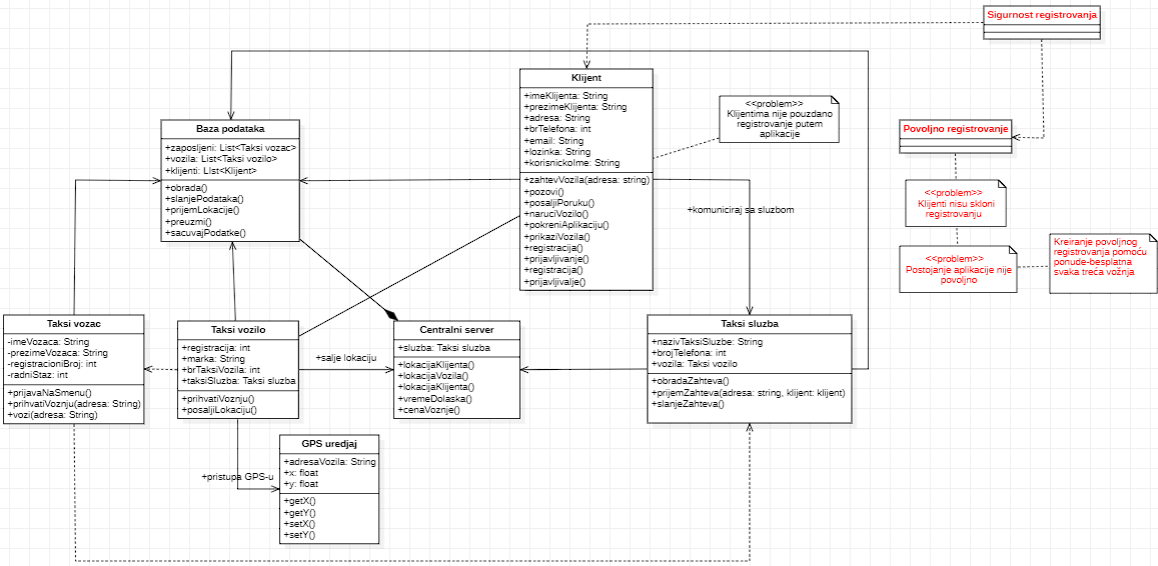 Sigurnost registrovanja
Klijent
+imeKlijenta: String
+prezimeKlijenta: String
+adresa: String
+brTelefona: int
+email: String
+lozinka: String
+korisnickoIme: String
+zahtevVozila(adresa: string)
+pozovi()
+posaljiPoruku()
+naruciVozilo()
+pokreniAplikaciju()
+prikaziVozila()
+registracija()
+prijavljivanje()
+registracija()
+prijavljivalje()
<<problem>>
Klijentima nije pouzdano
registrovanje putem
aplikacije
Baza podataka
+zaposljeni: List<Taksi vozac>
+vozila: List<Taksi vozilo>
+klijenti: LIst<Klijent>
+obrada()
+slanjePodataka()
+prijemLokacije()
+preuzmi()
+sacuvajPodatke()
Povoljno registrovanje
<<problem>>
Klijenti nisu skloni
registrovanju
<<problem>>
Postojanje aplikacije nije
povoljno
Kreiranje povoljnog
registrovanja pomoću
ponude-besplatna
svaka treća vožnja
+komuniciraj sa sluzbom
Taksi vozac
-imeVozaca: String
-prezimeVozaca: String
-registracioniBroj: int
-radniStaz: int
+prijavaNaSmenu()
+prihvatiVoznju(adresa: String)
+vozi(adresa: String)
Taksi vozilo
+registracija: int
+marka: String
+brTaksiVozila: int
+taksiSluzba: Taksi sluzba
+prihvatiVoznju()
+posaljiLokaciju()
+salje lokaciju
Centralni server
+sluzba: Taksi sluzba
+lokacijaKlijenta()
+lokacijaVozila()
+lokacijaKlijenta()
+vremeDolaska()
+cenaVoznje()
Taksi sluzba
+nazivTaksiSluzbe: String
+brojTelefona: int
+vozila: Taksi vozilo
+obradaZahteva()
+prijemZahteva(adresa: string, klijent: klijent)
+slanjeZahteva()
+pristupa GPS-u
GPS uredjaj
+adresaVozila: String
+x: float
+y: float
+getX()
+getY()
+setX()
+setY()